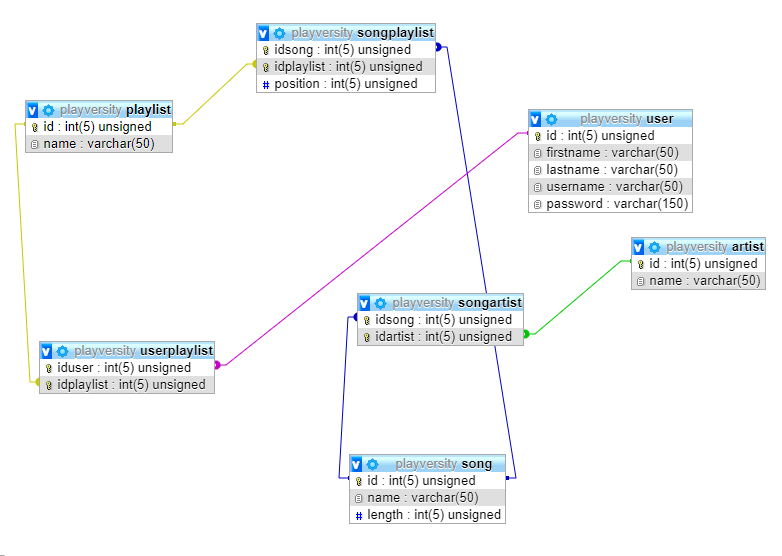 playversity songplaylist
idsong : int(5) unsigned
idplaylist : int(5) unsigned
# position : int(5) unsigned
playversity playlist
id : int(5) unsigned
name : varchar(50)
playversity user
id : int(5) unsigned
firstname : varchar(50)
lastname : varchar(50)
username : varchar(50)
password : varchar(150)
playversity artist
id : int(5) unsigned
name : varchar(50)
playversity songartist
idsong : int(5) unsigned
idartist : int(5) unsigned
playversity userplaylist
iduser : int(5) unsigned
idplaylist : int(5) unsigned
playversity song
id : int(5) unsigned
name : varchar(50)
# length : int(5) unsigned